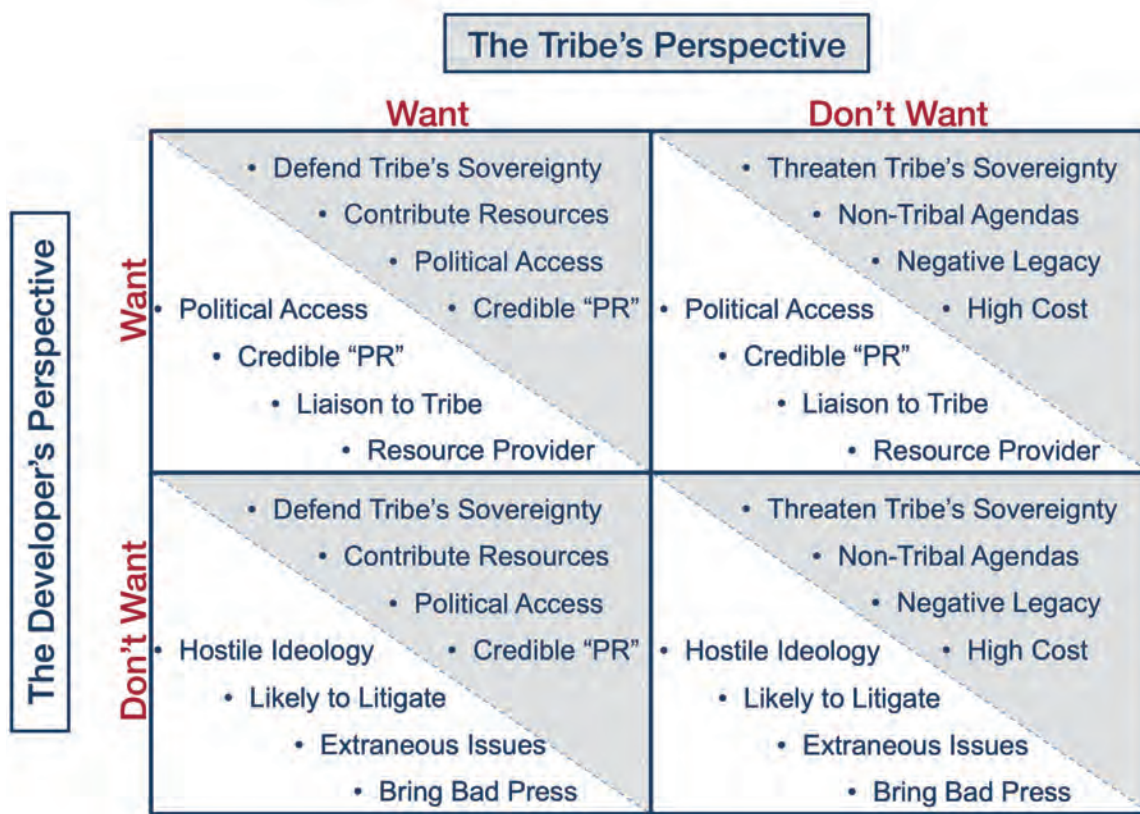 The Tribe's Perspective
Want
Don't Want
The Developer's Perspective
Want
• Defend Tribe's Sovereignty
• Contribute Resources
• Political Access
• Credible “PR”
• Political Access
• Credible “PR”
• Liaison to Tribe
• Resource Provider
• Threaten Tribe's Sovereignty
• Non-Tribal Agendas
• Negative Legacy
• High Cost
• Political Access
• Credible “PR”
• Liaison to Tribe
• Resource Provider
Don't Want
• Defend Tribe's Sovereignty
• Contribute Resources
• Political Access
• Credible “PR”
• Hostile Ideology
• Likely to Litigate
• Extraneous Issues
• Bring Bad Press
• Threaten Tribe's Sovereignty
• Non-Tribal Agendas
• Negative Legacy
• High Cost
• Hostile Ideology
• Likely to Litigate
• Extraneous Issues
• Bring Bad Press